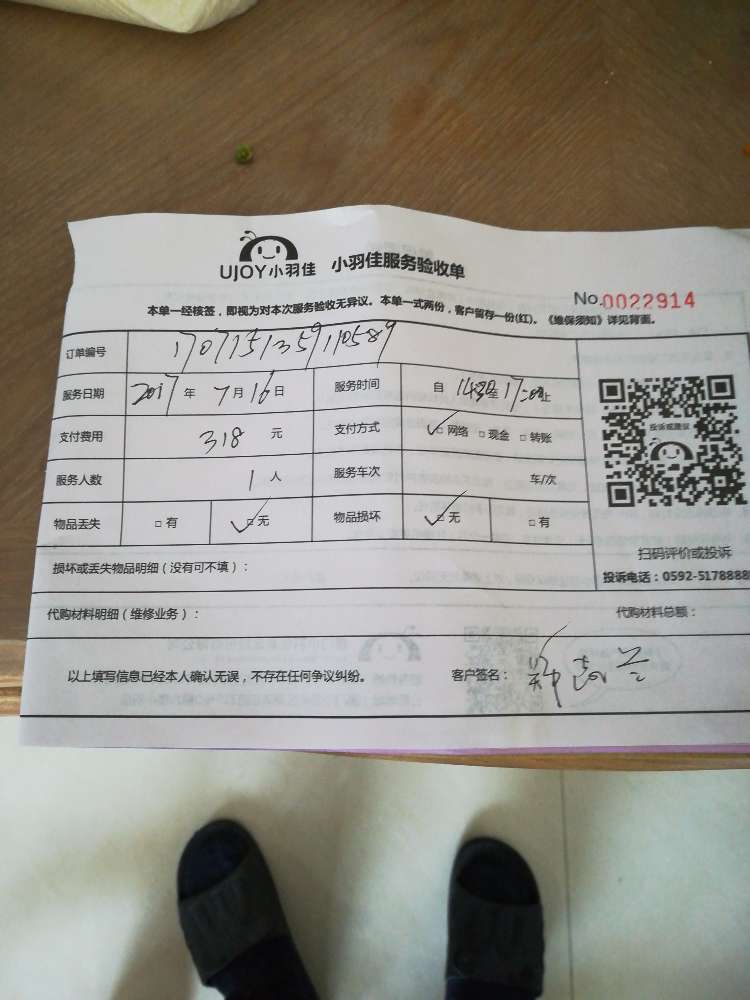 UJOY小羽佳 小羽佳服务验收单
No.0022914
本单一经核签，即视为对本次服务验收无异议。本单一式两份，客户留存一份(红)。《维保须知》详见背面。
订单编号 170715135910589
服务日期 2017 年 7 月 16 日 服务时间 自 14:30 至 17:00 止
支付费用 318 元 支付方式 网络 现金 转账
服务人数 1 人 服务车次 车/次
物品丢失 有 无 物品损坏 无 有
投诉或建议
扫码评价或投诉
投诉电话：0592-5178888
损坏或丢失物品明细（没有可不填）：
代购材料明细（维修业务）： 代购材料总额：
以上填写信息已经本人确认无误，不存在任何争议纠纷。 客户签名：